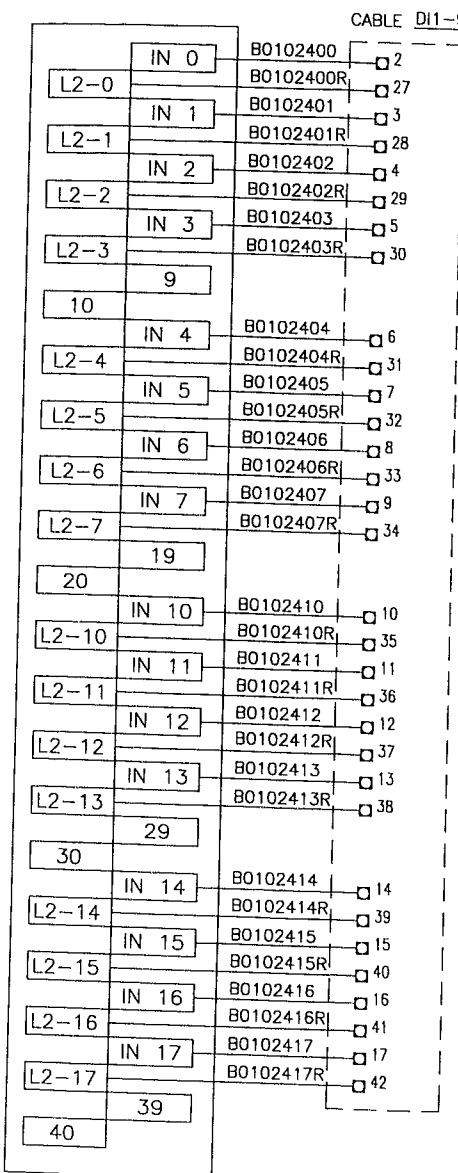 CABLE DI1-
IN 0 B0102400 2
L2-0 B0102400R 27
IN 1 B0102401 3
L2-1 B0102401R 28
IN 2 B0102402 4
L2-2 B0102402R 29
IN 3 B0102403 5
L2-3 B0102403R 30
9
10
IN 4 B0102404 6
L2-4 B0102404R 31
IN 5 B0102405 7
L2-5 B0102405R 32
IN 6 B0102406 8
L2-6 B0102406R 33
IN 7 B0102407 9
L2-7 B0102407R 34
19
20
IN 10 B0102410 10
L2-10 B0102410R 35
IN 11 B0102411 11
L2-11 B0102411R 36
IN 12 B0102412 12
L2-12 B0102412R 37
IN 13 B0102413 13
L2-13 B0102413R 38
29
30
IN 14 B0102414 14
L2-14 B0102414R 39
IN 15 B0102415 15
L2-15 B0102415R 40
IN 16 B0102416 16
L2-16 B0102416R 41
IN 17 B0102417 17
L2-17 B0102417R 42
39
40